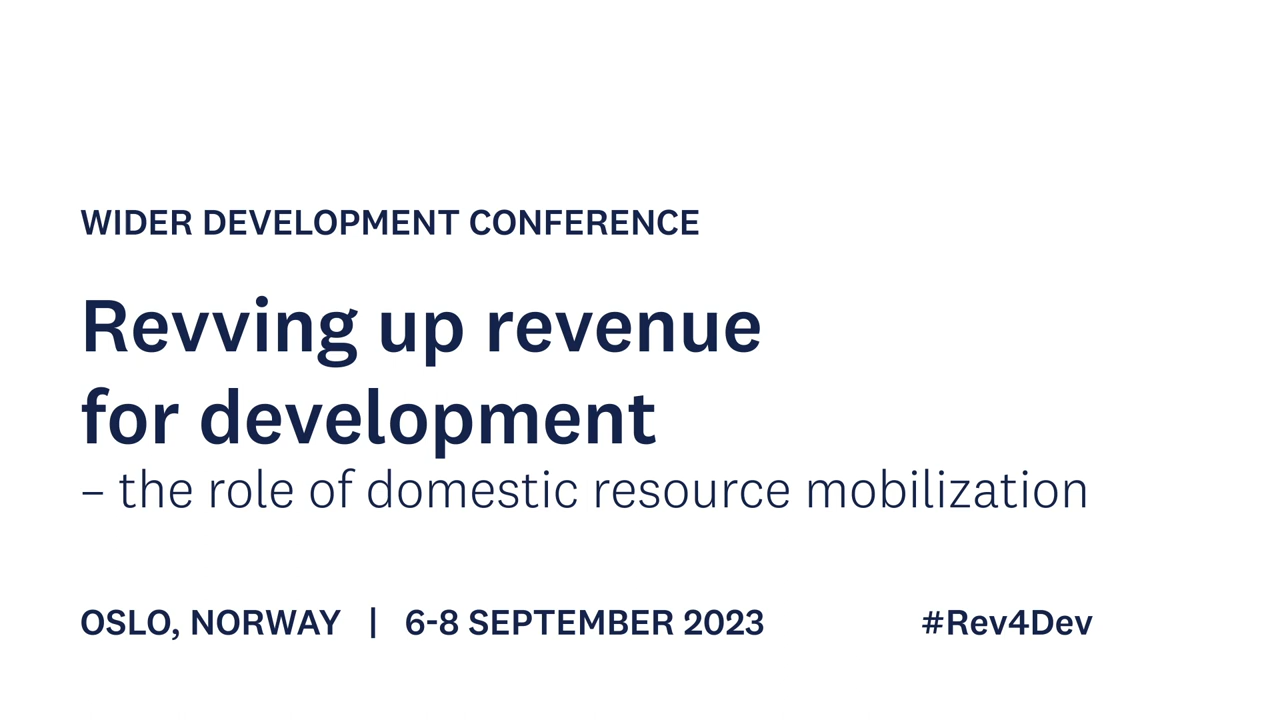 WIDER DEVELOPMENT CONFERENCE
Revving up revenue
for development
– the role of domestic resource mobilization
OSLO, NORWAY | 6-8 SEPTEMBER 2023 #Rev4Dev